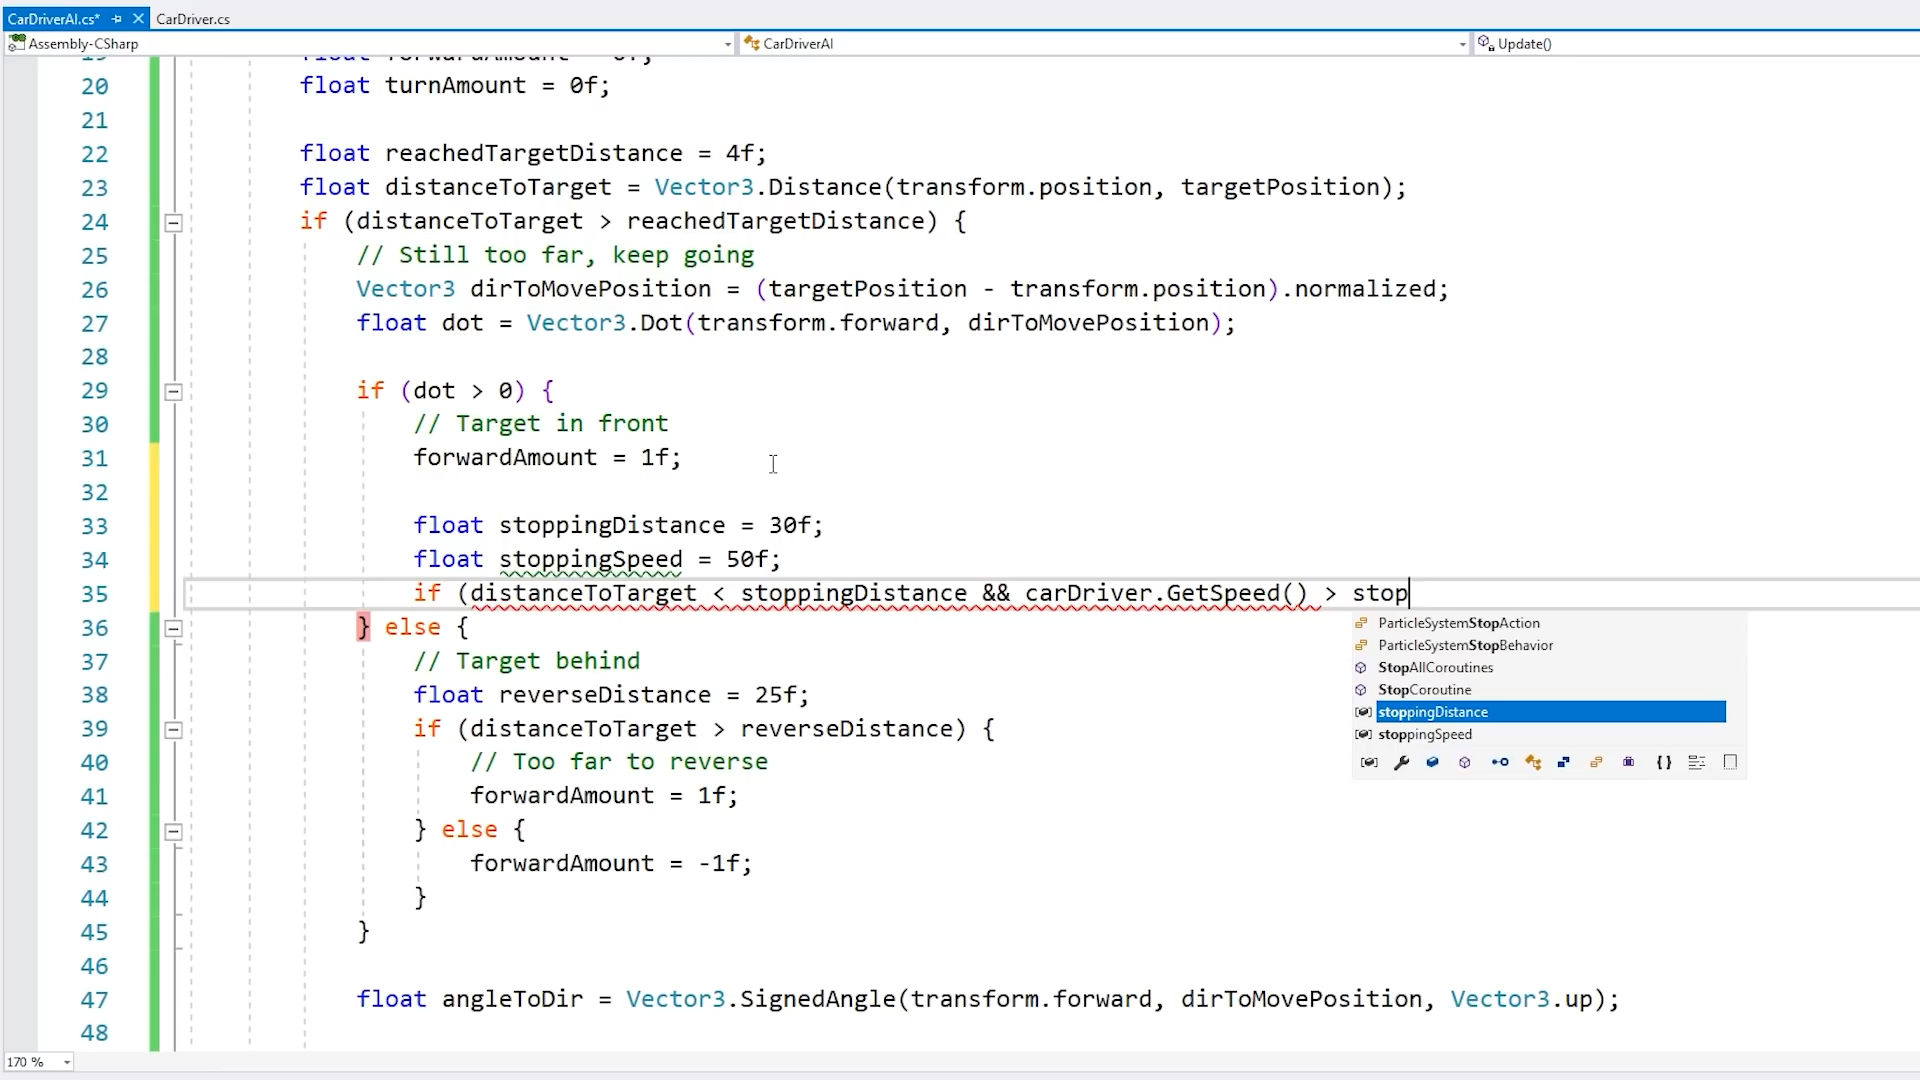 CarDriverAI.cs* CarDriver.cs
Assembly-CSharp CarDriverAI Update()
19 float forwardAmount = 0f;
20 float turnAmount = 0f;
21
22 float reachedTargetDistance = 4f;
23 float distanceToTarget = Vector3.Distance(transform.position, targetPosition);
24 if (distanceToTarget > reachedTargetDistance) {
25 // Still too far, keep going
26 Vector3 dirToMovePosition = (targetPosition - transform.position).normalized;
27 float dot = Vector3.Dot(transform.forward, dirToMovePosition);
28
29 if (dot > 0) {
30 // Target in front
31 forwardAmount = 1f;
32
33 float stoppingDistance = 30f;
34 float stoppingSpeed = 50f;
35 if (distanceToTarget < stoppingDistance && carDriver.GetSpeed() > stop
36 } else {
ParticleSystemStopAction
ParticleSystemStopBehavior
StopAllCoroutines
StopCoroutine
stoppingDistance
stoppingSpeed
37 // Target behind
38 float reverseDistance = 25f;
39 if (distanceToTarget > reverseDistance) {
40 // Too far to reverse
41 forwardAmount = 1f;
42 } else {
43 forwardAmount = -1f;
44 }
45 }
46
47 float angleToDir = Vector3.SignedAngle(transform.forward, dirToMovePosition, Vector3.up);
48
170 %